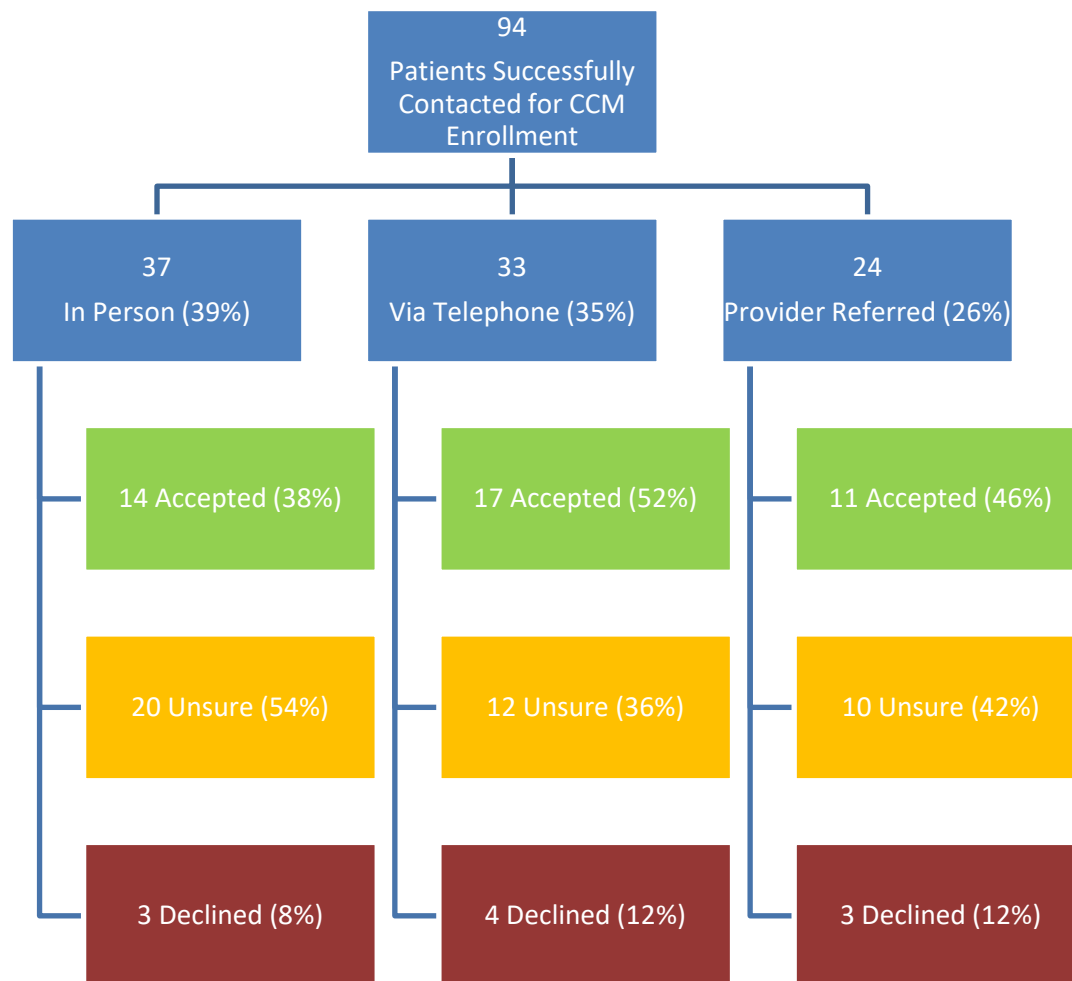 94
Patients Successfully
Contacted for CCM
Enrollment
37
In Person (39%)
33
Via Telephone (35%)
24
Provider Referred (26%)
14 Accepted (38%)
17 Accepted (52%)
11 Accepted (46%)
20 Unsure (54%)
12 Unsure (36%)
10 Unsure (42%)
3 Declined (8%)
4 Declined (12%)
3 Declined (12%)